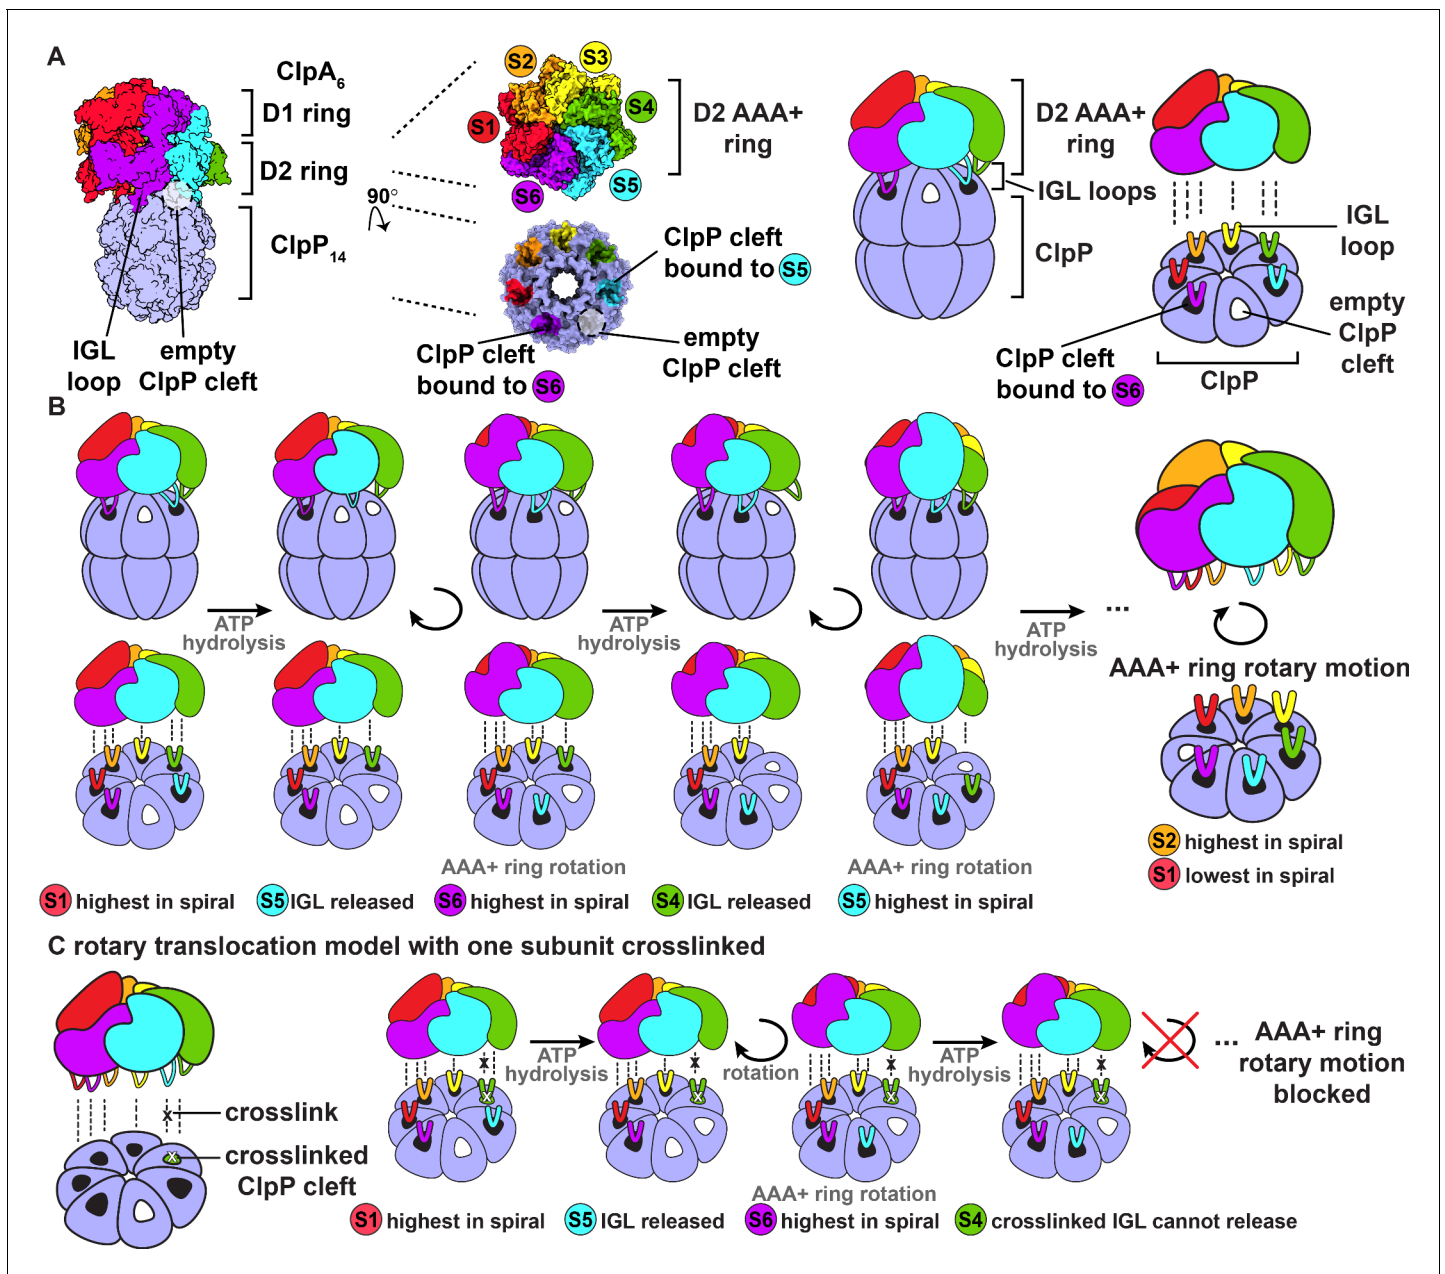 A
ClpA6
D1 ring
D2 ring
ClpP14
90°
IGL
loop
empty
ClpP cleft
S1
S2
S3
S4
S5
S6
D2 AAA+
ring
ClpP cleft
bound to S5
ClpP cleft
bound to S6
empty
ClpP cleft
D2 AAA+
ring
IGL loops
ClpP
IGL
loop
empty
ClpP
cleft
ClpP cleft
bound to S6
ClpP
B
ATP
hydrolysis
ATP
hydrolysis
ATP
hydrolysis
...
AAA+ ring rotary motion
AAA+ ring rotation
AAA+ ring rotation
S2 highest in spiral
S1 lowest in spiral
S1 highest in spiral
S5 IGL released
S6 highest in spiral
S4 IGL released
S5 highest in spiral
C rotary translocation model with one subunit crosslinked
x
crosslink
x
crosslinked
ClpP cleft
x
x
ATP
hydrolysis
x
x
rotation
x
x
ATP
hydrolysis
x
x
...
AAA+ ring
rotary motion
blocked
AAA+ ring rotation
S1 highest in spiral
S5 IGL released
S6 highest in spiral
S4 crosslinked IGL cannot release